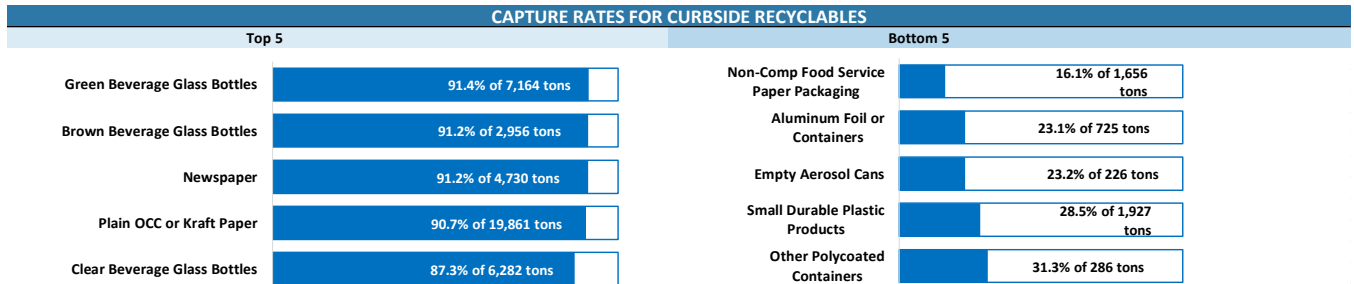 CAPTURE RATES FOR CURBSIDE RECYCLABLES
Top 5
Green Beverage Glass Bottles
91.4% of 7,164 tons
Brown Beverage Glass Bottles
91.2% of 2,956 tons
Newspaper
91.2% of 4,730 tons
Plain OCC or Kraft Paper
90.7% of 19,861 tons
Clear Beverage Glass Bottles
87.3% of 6,282 tons
Bottom 5
Non-Comp Food Service
Paper Packaging
16.1% of 1,656
tons
Aluminum Foil or
Containers
23.1% of 725 tons
Empty Aerosol Cans
23.2% of 226 tons
Small Durable Plastic
Products
28.5% of 1,927
tons
Other Polycoated
Containers
31.3% of 286 tons